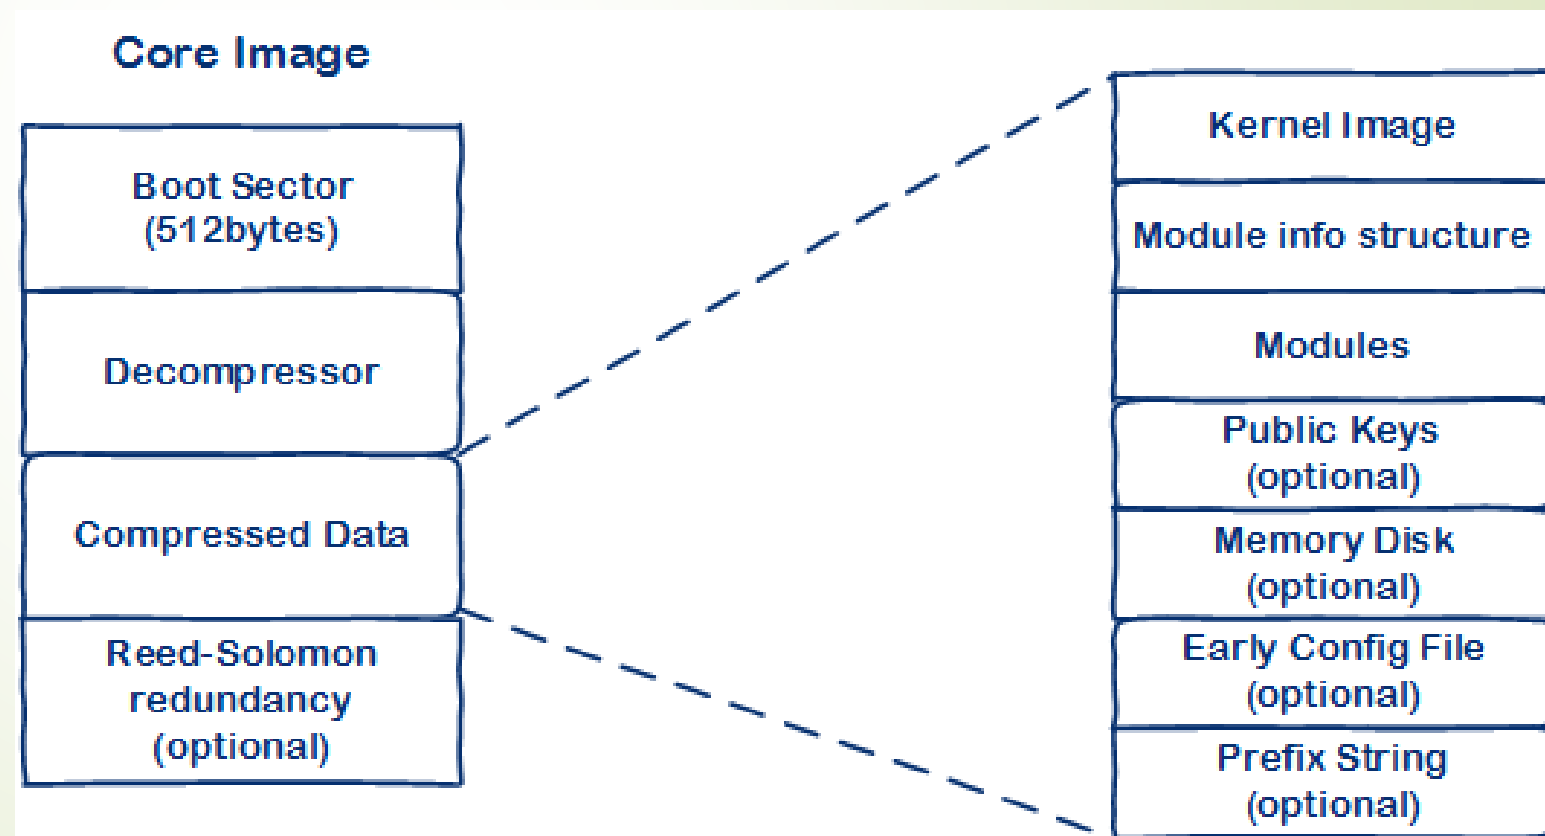 Core Image
Boot Sector
(512bytes)
Decompressor
Compressed Data
Reed-Solomon
redundancy
(optional)
Kernel Image
Module info structure
Modules
Public Keys
(optional)
Memory Disk
(optional)
Early Config File
(optional)
Prefix String
(optional)